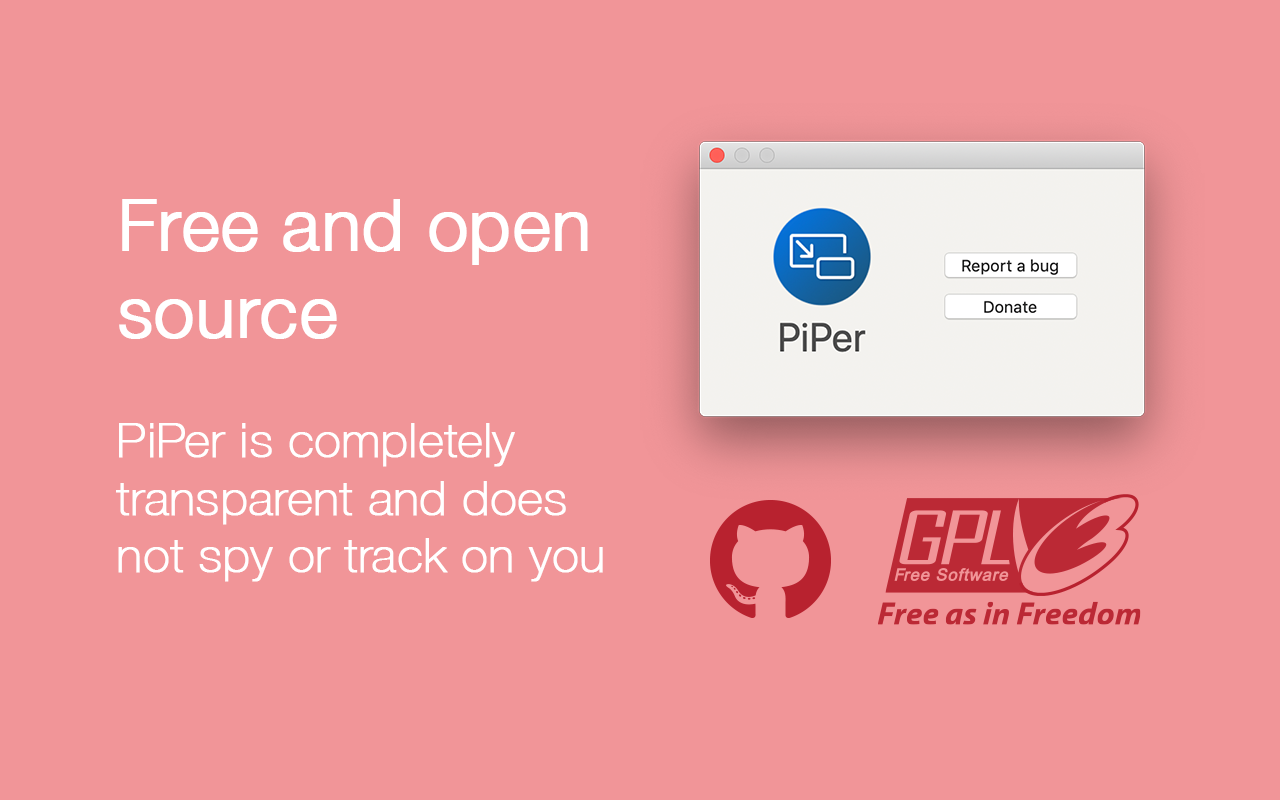 Free and open
source
PiPer is completely
transparent and does
not spy or track on you
PiPer
Report a bug
Donate
GPLv3
Free Software
Free as in Freedom